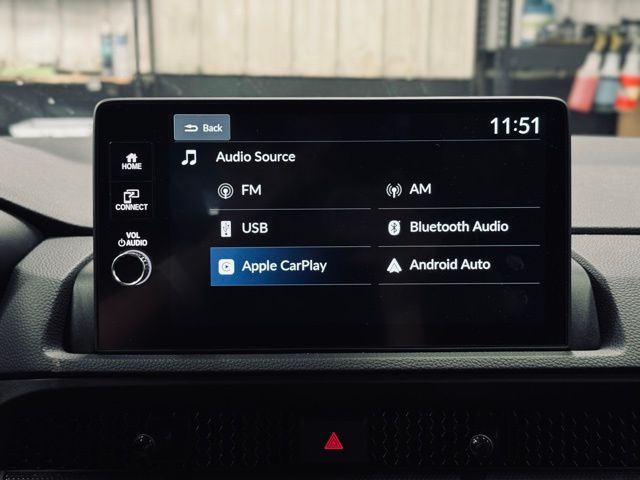 Back
11:51
Audio Source
HOME
FM
AM
CONNECT
USB
Bluetooth Audio
VOL
AUDIO
Apple CarPlay
Android Auto